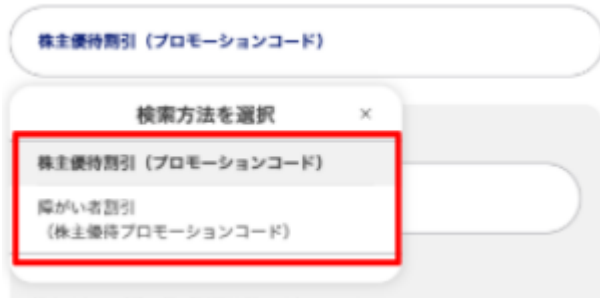 株主優待割引（プロモーションコード）
検索方法を選択 ×
株主優待割引（プロモーションコード）
障がい者割引
（株主優待プロモーションコード）